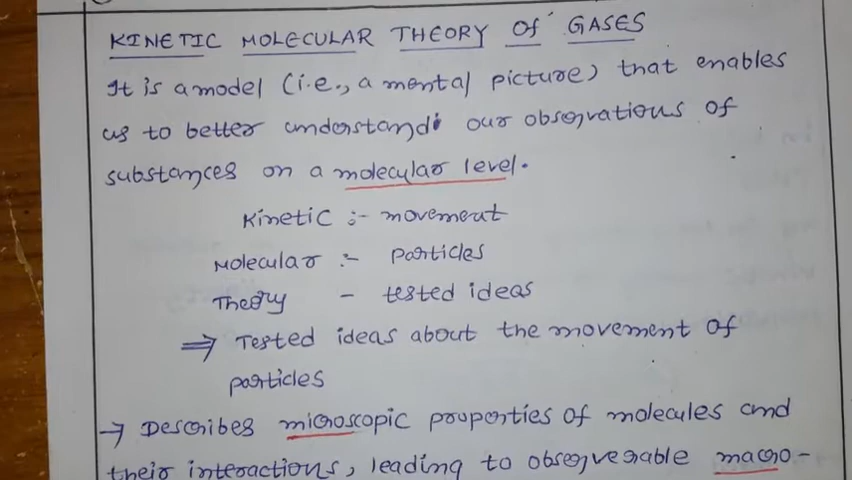 KINETIC MOLECULAR THEORY Of GASES
It is a model (i.e., a mental picture) that enables
us to better understand our observations of
substances on a molecular level.
Kinetic :- movement
Molecular :- particles
Theory - tested ideas
⇒ Tested ideas about the movement of
particles
→ Describes microscopic properties of molecules and
their interactions, leading to observerable macro-